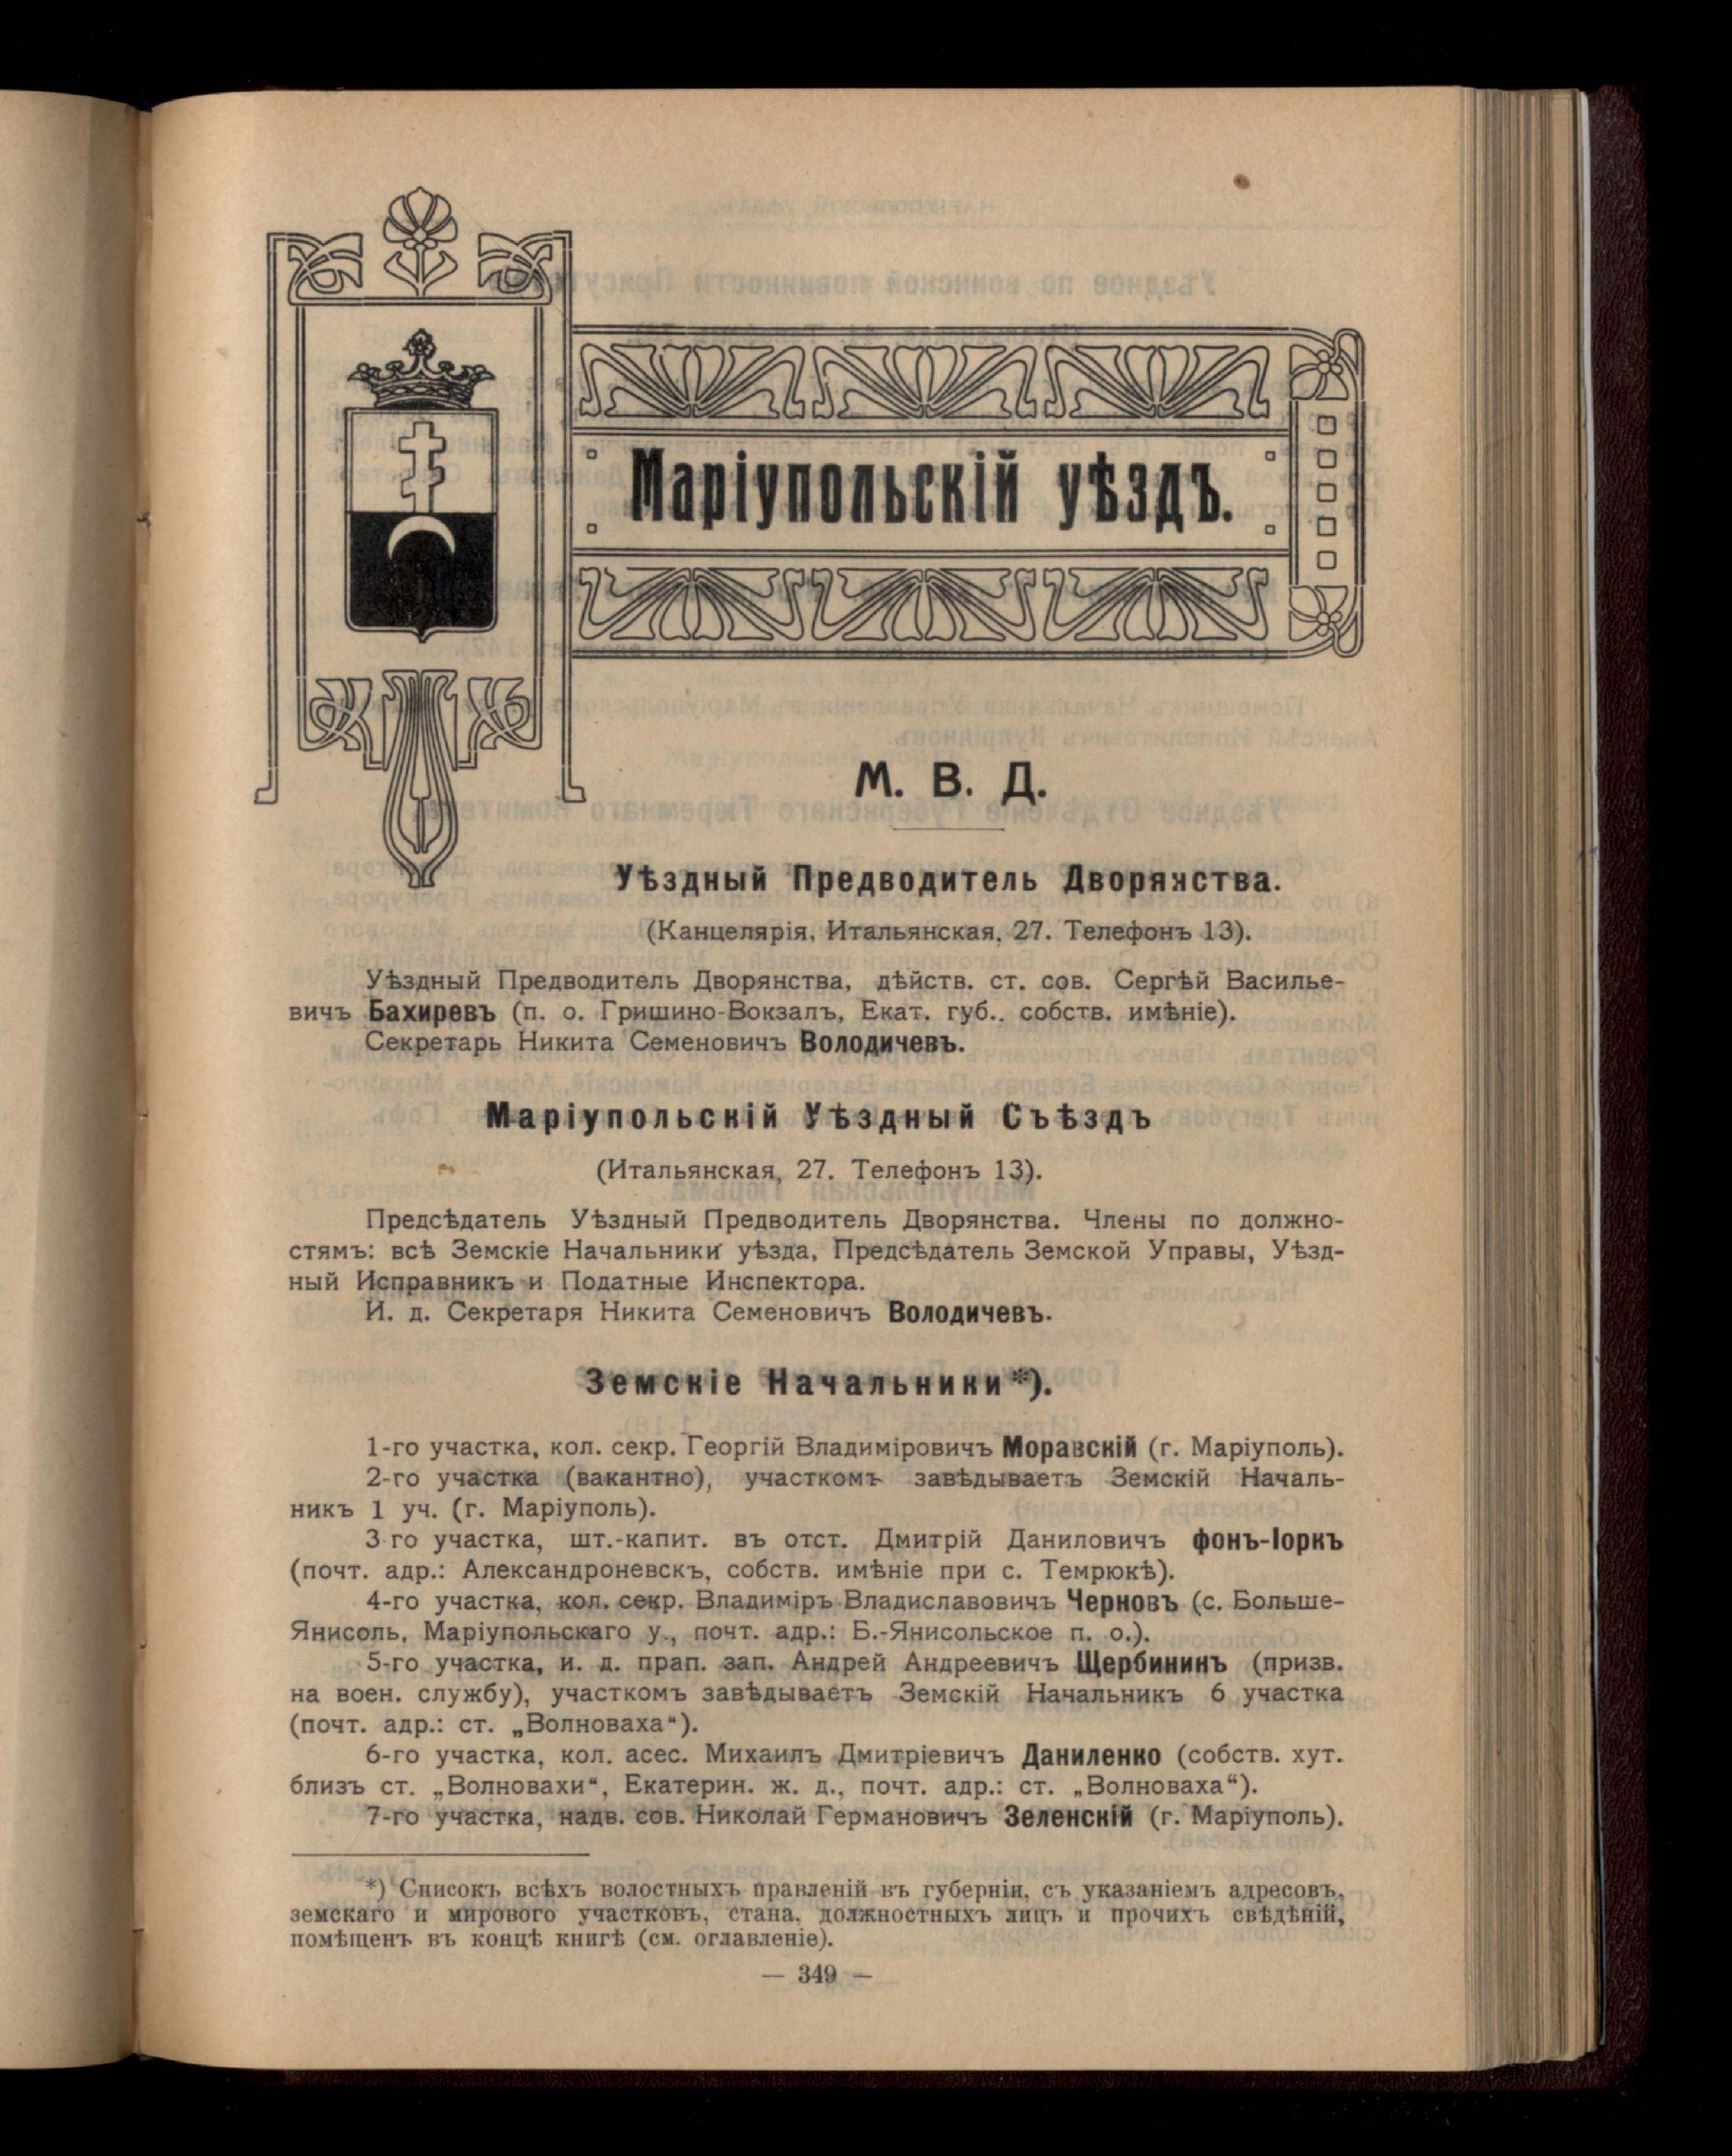 Маріупольскій уѣздъ.
М. В. Д.
Уѣздный Предводитель Дворянства.
(Канцелярія, Итальянская, 27. Телефонъ 13).
Уѣздный Предводитель Дворянства, дѣйств. ст. сов. Сергѣй Василье-
вичъ Бахиревъ (п. о. Гришино-Вокзалъ, Екат. губ., собств. имѣніе).
Секретарь Никита Семеновичъ Володичевъ.
Маріупольскій Уѣздный Съѣздъ
(Итальянская, 27. Телефонъ 13).
Предсѣдатель Уѣздный Предводитель Дворянства. Члены по должно-
стямъ: всѣ Земскіе Начальники уѣзда, Предсѣдатель Земской Управы, Уѣзд-
ный Исправникъ и Податные Инспектора.
И. д. Секретаря Никита Семеновичъ Володичевъ.
Земскіе Начальники*).
1-го участка, кол. секр. Георгій Владиміровичъ Моравскій (г. Маріуполь).
2-го участка (вакантно), участкомъ завѣдываетъ Земскій Началь-
никъ 1 уч. (г. Маріуполь).
3-го участка, шт.-капит. въ отст. Дмитрій Даниловичъ фонъ-Іоркъ
(почт. адр.: Александроневскъ, собств. имѣніе при с. Темрюкѣ).
4-го участка, кол. секр. Владиміръ Владиславовичъ Черновъ (с. Больше-
Янисоль, Маріупольскаго у., почт. адр.: Б.-Янисольское п. о.).
5-го участка, и. д. прап. зап. Андрей Андреевичъ Щербининъ (призв.
на воен. службу), участкомъ завѣдываетъ Земскій Начальникъ 6 участка
(почт. адр.: ст. „Волноваха“).
6-го участка, кол. асес. Михаилъ Дмитріевичъ Даниленко (собств. хут.
близъ ст. „Волновахи“, Екатерин. ж. д., почт. адр.: ст. „Волноваха“).
7-го участка, надв. сов. Николай Германовичъ Зеленскій (г. Маріуполь).
*) Списокъ всѣхъ волостныхъ правленій въ губерніи, съ указаніемъ адресовъ,
земскаго и мирового участковъ, стана, должностныхъ лицъ и прочихъ свѣдѣній,
помѣщенъ въ концѣ книгѣ (см. оглавленіе).
— 349 —